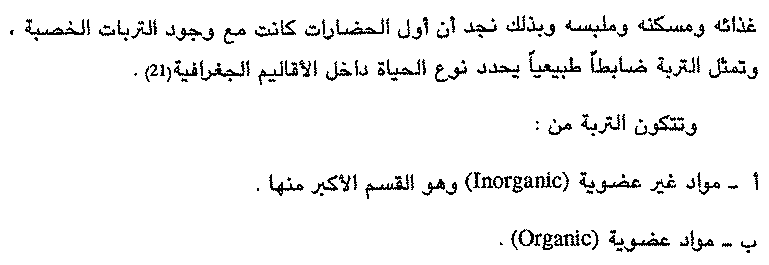 غذائه ومسكنه وملبسه وبذلك نجد أن أول الحضارات كانت مع وجود التربات الخصبة ،
وتمثل التربة ضابطاً طبيعياً يحدد نوع الحياة داخل الأقاليم الجغرافية(21) .
وتتكون التربة من :
أ ـ مواد غير عضوية (Inorganic) وهو القسم الأكبر منها .
ب ـ مواد عضوية (Organic) .